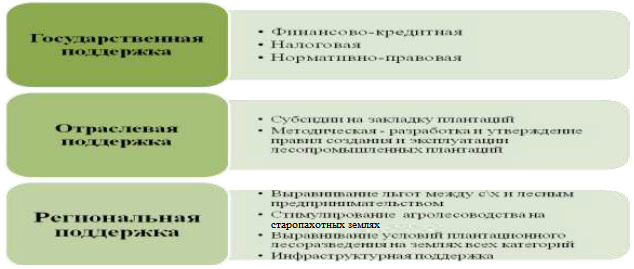 Государственная
поддержка
• Финансово-кредитная
• Налоговая
• Нормативно-правовая
Отраслевая
поддержка
• Субсидии на закладку плантаций
• Методическая - разработка и утверждение
правил создания и эксплуатации
лесопромышленных плантаций
Региональная
поддержка
• Выравнивание льгот между с\х и лесным
предпринимательством
• Стимулирование агролесоводства на
старопахотных землях
• Выравнивание условий плантационного
лесоразведения на землях всех категорий
• Инфраструктурная поддержка